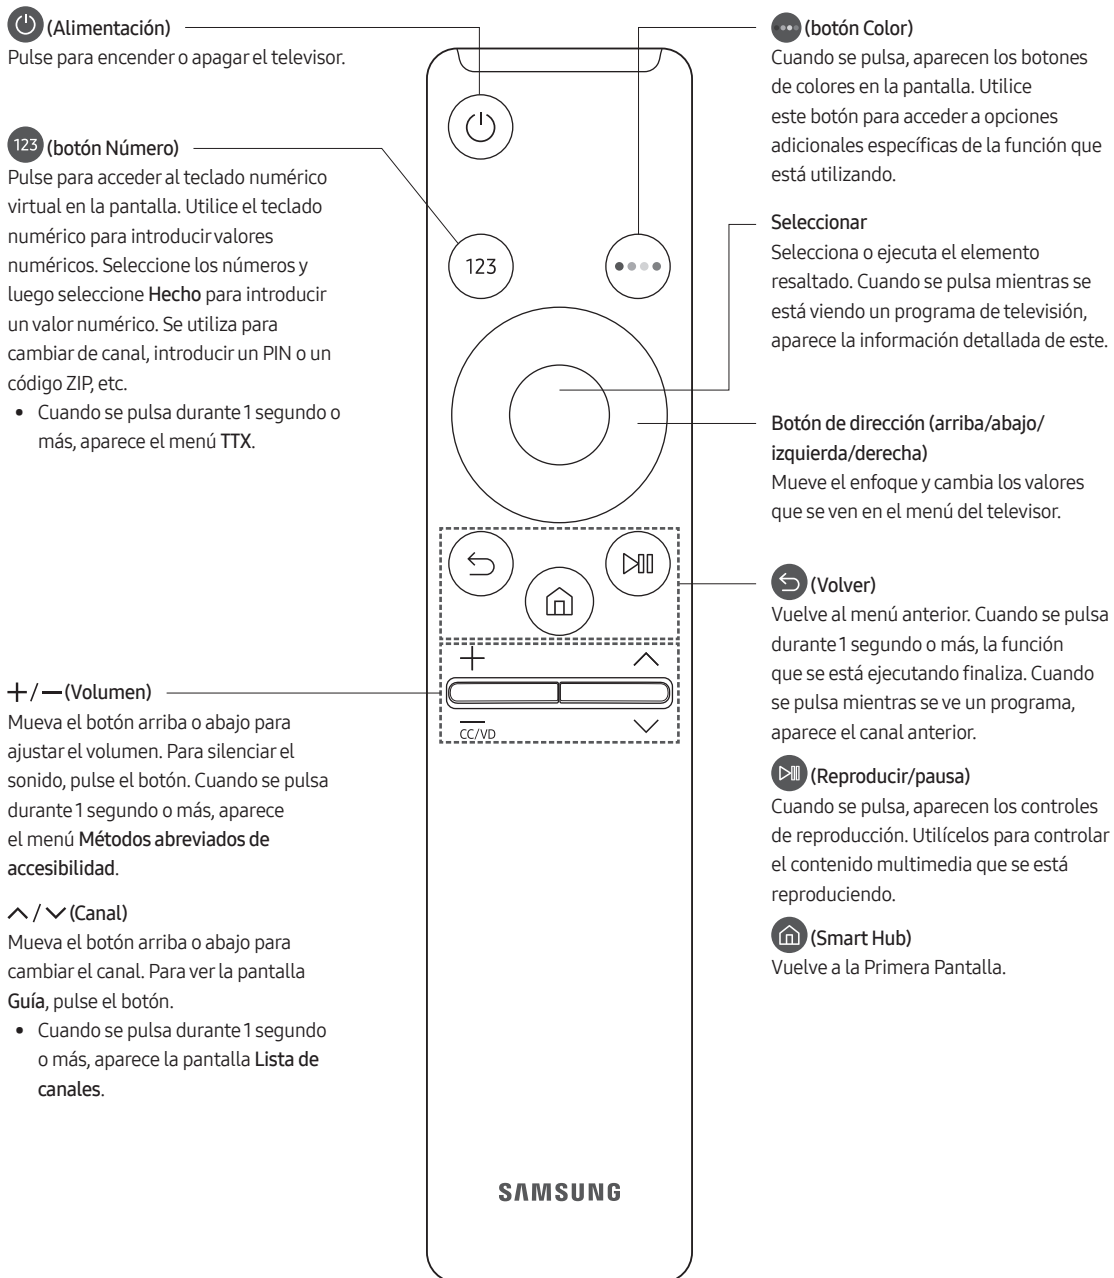 (Alimentación)
Pulse para encender o apagar el televisor.
123 (botón Número)
Pulse para acceder al teclado numérico
virtual en la pantalla. Utilice el teclado
numérico para introducir valores
numéricos. Seleccione los números y
luego seleccione Hecho para introducir
un valor numérico. Se utiliza para
cambiar de canal, introducir un PIN o un
código ZIP, etc.
• Cuando se pulsa durante 1 segundo o
más, aparece el menú TTX.
+/−(Volumen)
Mueva el botón arriba o abajo para
ajustar el volumen. Para silenciar el
sonido, pulse el botón. Cuando se pulsa
durante 1 segundo o más, aparece
el menú Métodos abreviados de
accesibilidad.
/ (Canal)
Mueva el botón arriba o abajo para
cambiar el canal. Para ver la pantalla
Guía, pulse el botón.
• Cuando se pulsa durante 1 segundo
o más, aparece la pantalla Lista de
canales.
123
CC/VD
SAMSUNG
(botón Color)
Cuando se pulsa, aparecen los botones
de colores en la pantalla. Utilice
este botón para acceder a opciones
adicionales específicas de la función que
está utilizando.
Seleccionar
Selecciona o ejecuta el elemento
resaltado. Cuando se pulsa mientras se
está viendo un programa de televisión,
aparece la información detallada de este.
Botón de dirección (arriba/abajo/
izquierda/derecha)
Mueve el enfoque y cambia los valores
que se ven en el menú del televisor.
(Volver)
Vuelve al menú anterior. Cuando se pulsa
durante 1 segundo o más, la función
que se está ejecutando finaliza. Cuando
se pulsa mientras se ve un programa,
aparece el canal anterior.
(Reproducir/pausa)
Cuando se pulsa, aparecen los controles
de reproducción. Utilícelos para controlar
el contenido multimedia que se está
reproduciendo.
(Smart Hub)
Vuelve a la Primera Pantalla.